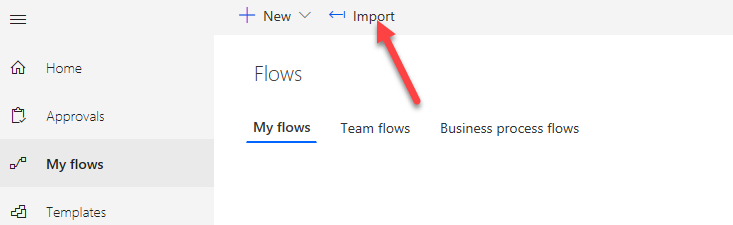 New Import
Home
Flows
Approvals
My flows Team flows Business process flows
My flows
Templates